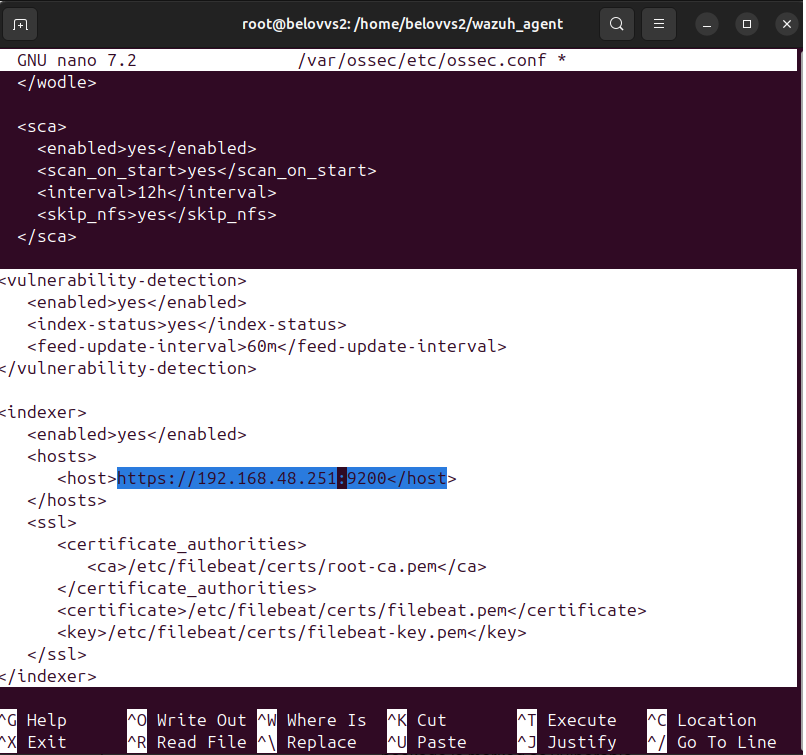 root@belovvs2: /home/belovvs2/wazuh_agent
GNU nano 7.2 /var/ossec/etc/ossec.conf *
</wodle>
<sca>
<enabled>yes</enabled>
<scan_on_start>yes</scan_on_start>
<interval>12h</interval>
<skip_nfs>yes</skip_nfs>
</sca>
<vulnerability-detection>
<enabled>yes</enabled>
<index-status>yes</index-status>
<feed-update-interval>60m</feed-update-interval>
</vulnerability-detection>
<indexer>
<enabled>yes</enabled>
<hosts>
<host>https://192.168.48.251:9200</host>
</hosts>
<ssl>
<certificate_authorities>
<ca>/etc/filebeat/certs/root-ca.pem</ca>
</certificate_authorities>
<certificate>/etc/filebeat/certs/filebeat.pem</certificate>
<key>/etc/filebeat/certs/filebeat-key.pem</key>
</ssl>
</indexer>
^G Help ^O Write Out ^W Where Is ^K Cut ^T Execute ^C Location
^X Exit ^R Read File ^\ Replace ^U Paste ^J Justify ^/ Go To Line